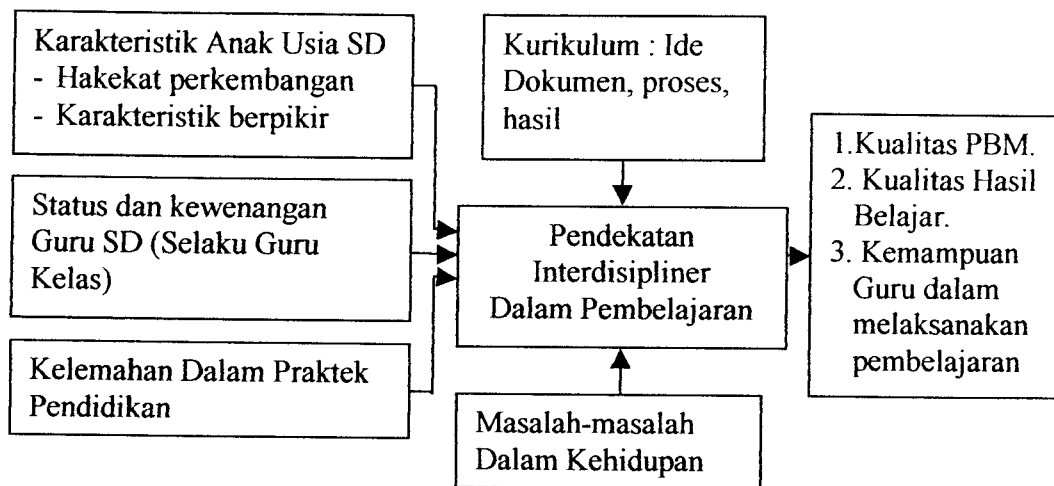 Karakteristik Anak Usia SD
- Hakekat perkembangan
- Karakteristik berpikir
Status dan kewenangan
Guru SD (Selaku Guru
Kelas)
Kelemahan Dalam Praktek
Pendidikan
Kurikulum : Ide
Dokumen, proses,
hasil
Pendekatan
Interdisipliner
Dalam Pembelajaran
Masalah-masalah
Dalam Kehidupan
1.Kualitas PBM.
2. Kualitas Hasil
Belajar.
3. Kemampuan
Guru dalam
melaksanakan
pembelajaran